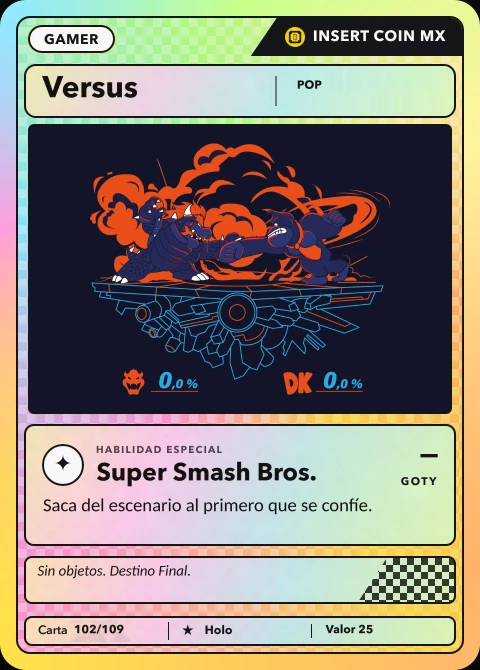 GAMER
INSERT COIN MX
Versus
POP
0,0 %
DK 0,0 %
HABILIDAD ESPECIAL
Super Smash Bros.
—
GOTY
Saca del escenario al primero que se confíe.
Sin objetos. Destino Final.
Carta 102/109
★ Holo
Valor 25